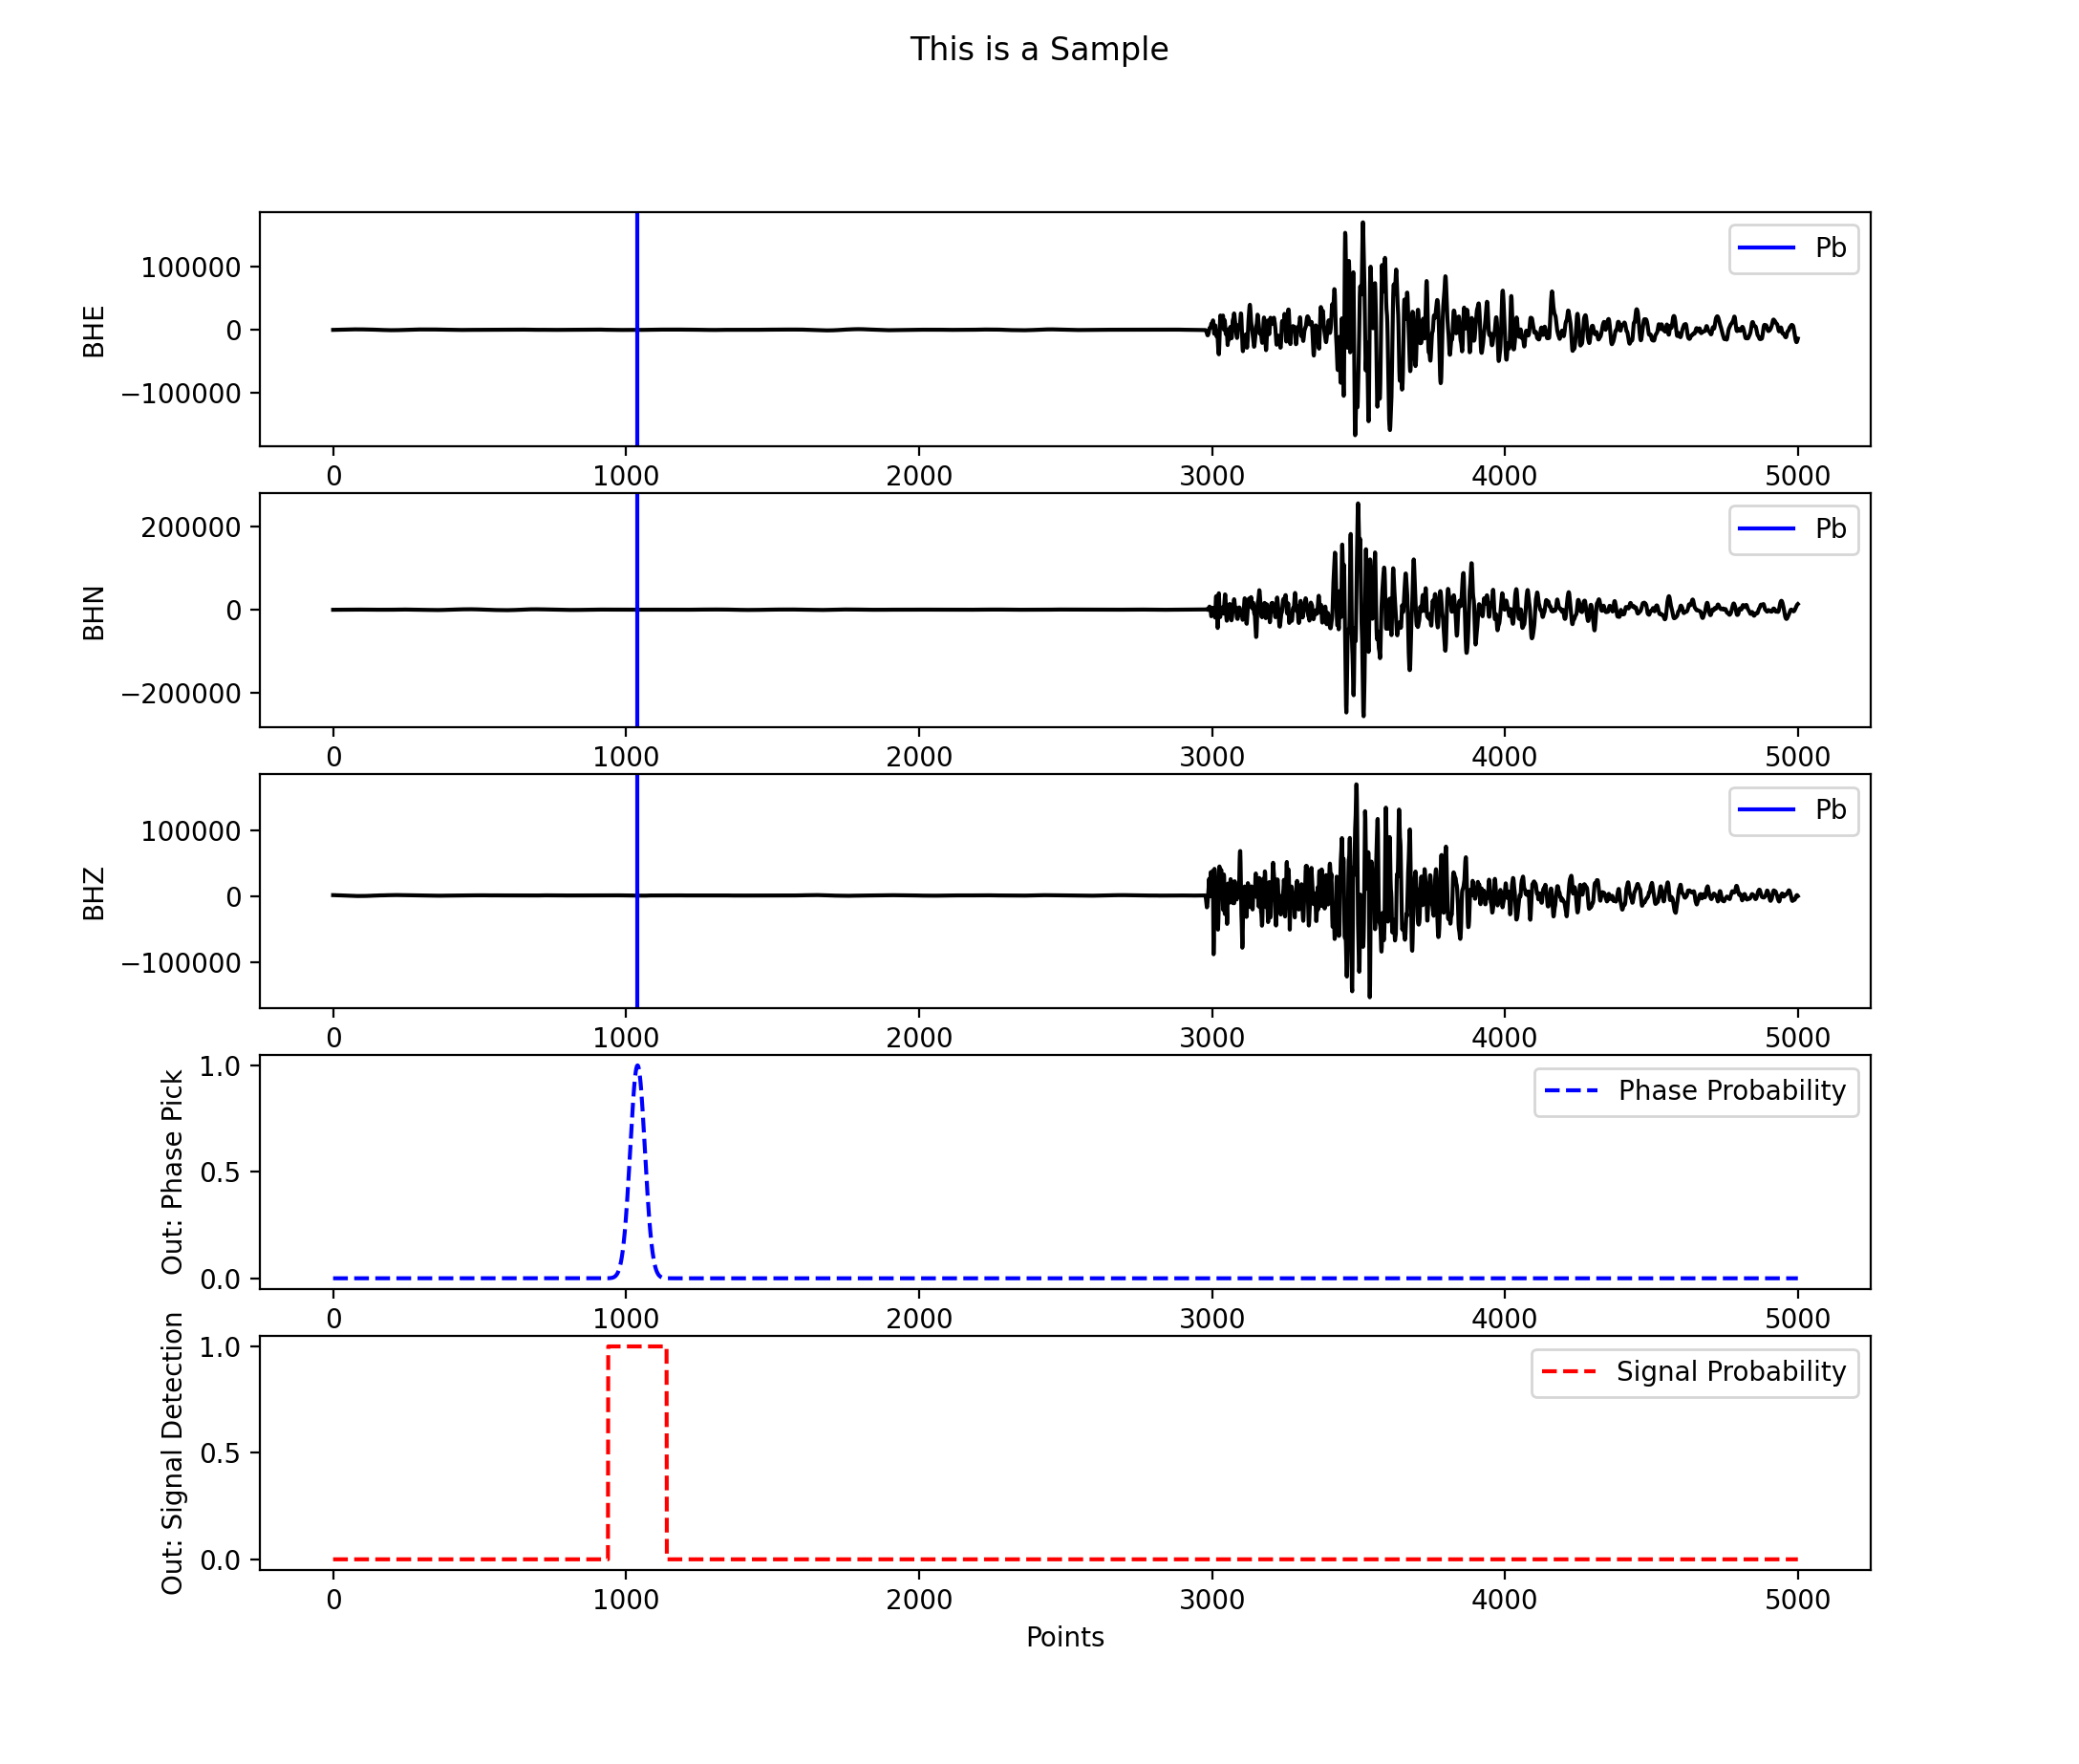 This is a Sample
BHE
100000
0
−100000
Pb
0 1000 2000 3000 4000 5000
BHN
200000
0
−200000
Pb
0 1000 2000 3000 4000 5000
BHZ
100000
0
−100000
Pb
0 1000 2000 3000 4000 5000
Out: Phase Pick
1.0
0.5
0.0
Phase Probability
0 1000 2000 3000 4000 5000
Out: Signal Detection
1.0
0.5
0.0
Signal Probability
0 1000 2000 3000 4000 5000
Points